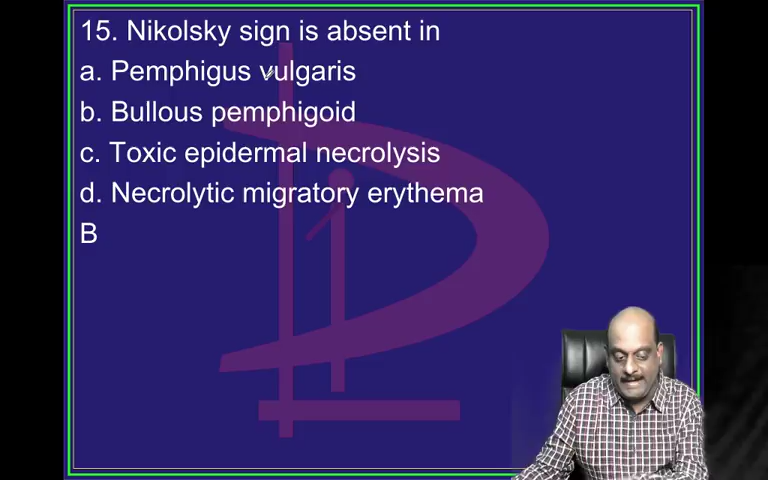 15. Nikolsky sign is absent in
a. Pemphigus vulgaris
b. Bullous pemphigoid
c. Toxic epidermal necrolysis
d. Necrolytic migratory erythema
B